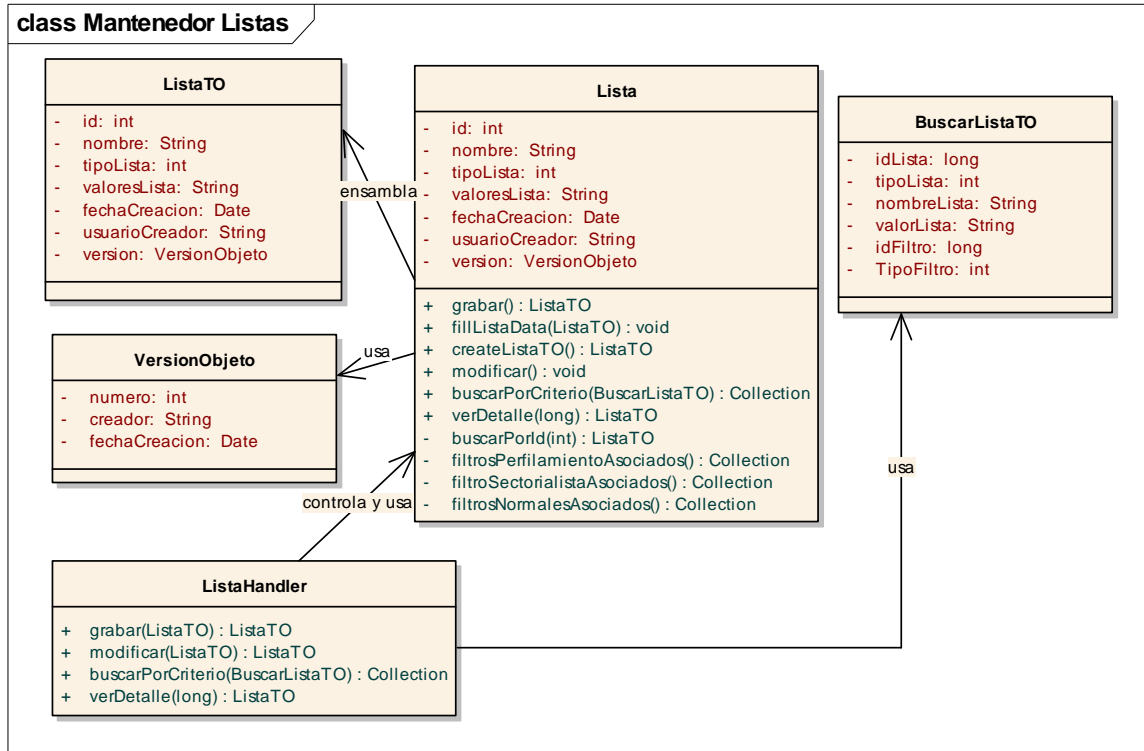 class Mantenedor Listas
ListaTO
- id: int
- nombre: String
- tipoLista: int
- valoresLista: String
- fechaCreacion: Date
- usuarioCreador: String
- version: VersionObjeto
ensambla
Lista
- id: int
- nombre: String
- tipoLista: int
- valoresLista: String
- fechaCreacion: Date
- usuarioCreador: String
- version: VersionObjeto
+ grabar() : ListaTO
+ fillListaData(ListaTO) : void
+ createListaTO() : ListaTO
+ modificar() : void
+ buscarPorCriterio(BuscarListaTO) : Collection
+ verDetalle(long) : ListaTO
- buscarPorId(int) : ListaTO
- filtrosPerfilamientoAsociados() : Collection
- filtroSectorialistaAsociados() : Collection
- filtrosNormalesAsociados() : Collection
BuscarListaTO
- idLista: long
- tipoLista: int
- nombreLista: String
- valorLista: String
- idFiltro: long
- TipoFiltro: int
usa
VersionObjeto
- numero: int
- creador: String
- fechaCreacion: Date
controla y usa
usa
ListaHandler
+ grabar(ListaTO) : ListaTO
+ modificar(ListaTO) : ListaTO
+ buscarPorCriterio(BuscarListaTO) : Collection
+ verDetalle(long) : ListaTO